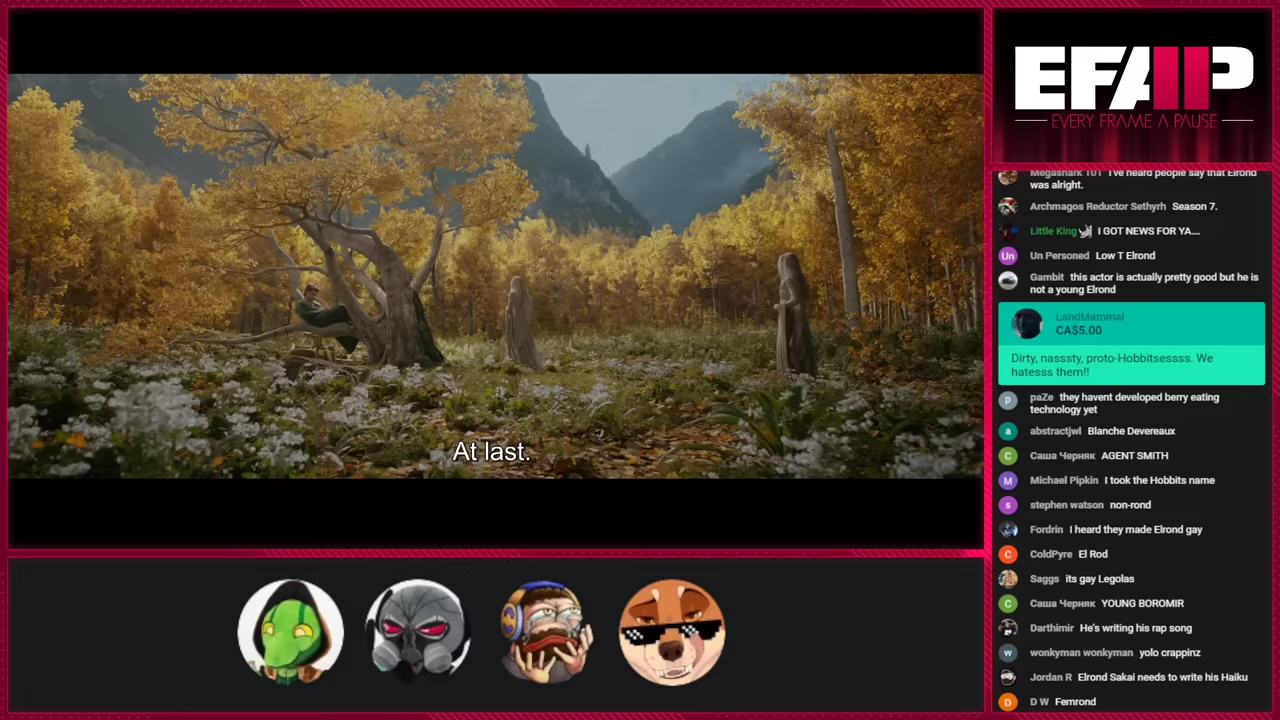 EFAP
EVERY FRAME A PAUSE
Megashark 101 I've heard people say that Elrond
was alright.
Archmagos Reductor Sethyrh Season 7.
Little King I GOT NEWS FOR YA....
Un
Un Personed Low T Elrond
Gambit this actor is actually pretty good but he is
not a young Elrond
LandMammal
CA$5.00
Dirty, nasssty, proto-Hobbitsessss. We
hatesss them!!
P
paZe they havent developed berry eating
technology yet
a
abstractjwl Blanche Devereaux
C
Саша Черняк AGENT SMITH
M
Michael Pipkin I took the Hobbits name
s
stephen watson non-rond
Fordrin I heard they made Elrond gay
C
ColdPyre El Rod
Saggs its gay Legolas
C
Саша Черняк YOUNG BOROMIR
Darthimir He's writing his rap song
w
wonkyman wonkyman yolo crappinz
Jordan R Elrond Sakai needs to write his Haiku
D
D W Femrond
At last.